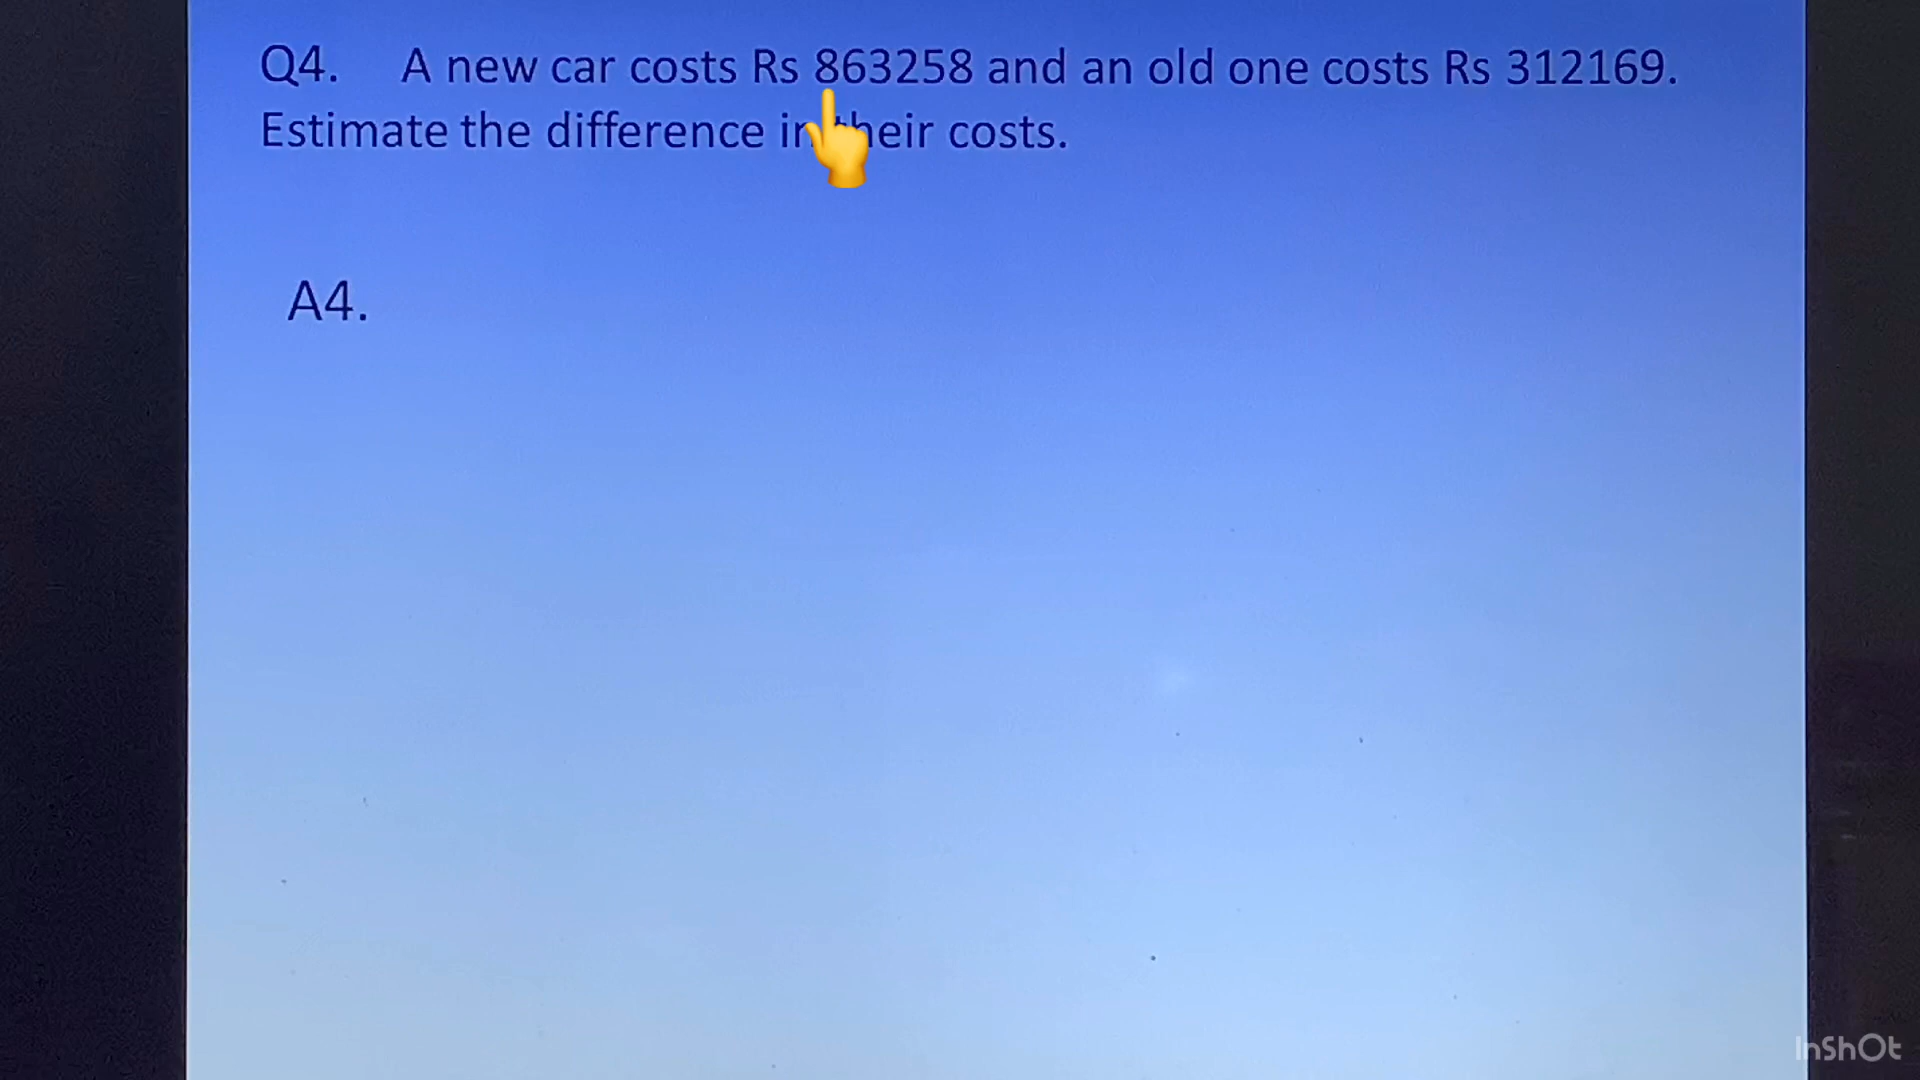 Q4. A new car costs Rs 863258 and an old one costs Rs 312169.
Estimate the difference in their costs.
A4.
InShOt